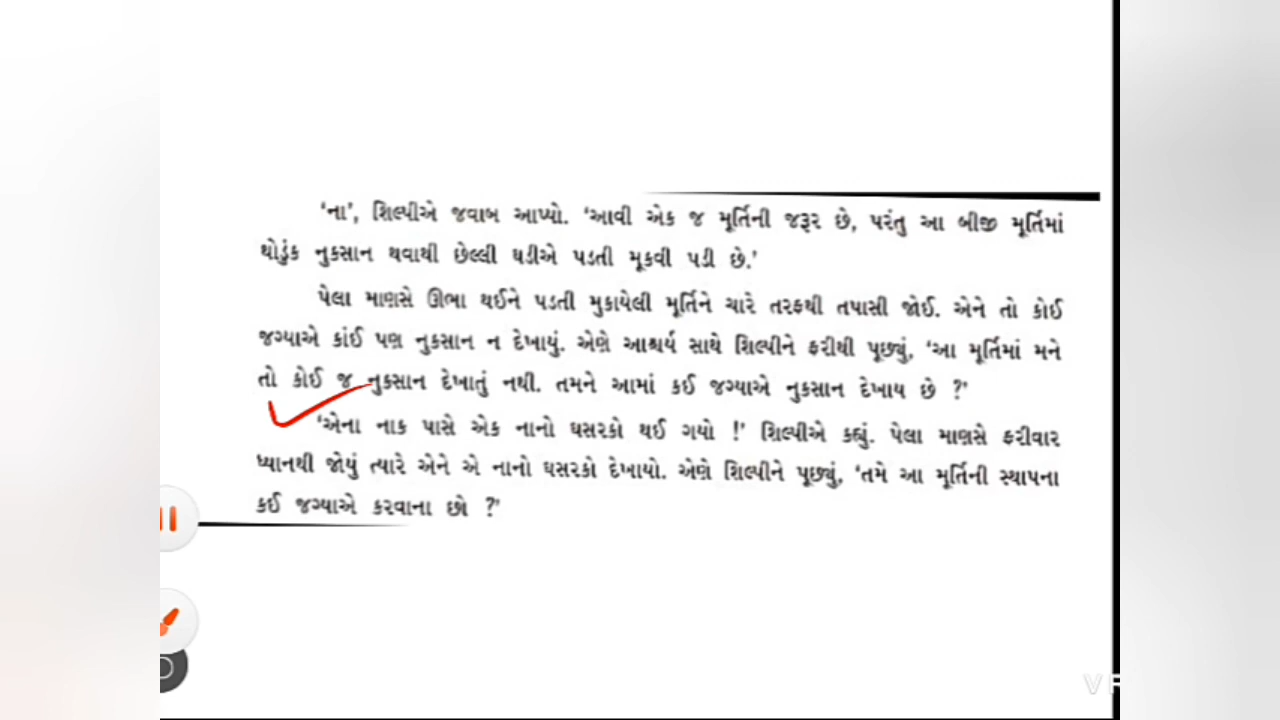 ‘ના’, શિલ્પીએ જવાબ આપ્યો. ‘આવી એક જ મૂર્તિની જરૂર છે, પરંતુ આ બીજી મૂર્તિમાં
થોડુંક નુકસાન થવાથી છેલ્લી ઘડીએ પડતી મૂકવી પડી છે.’
પેલા માણસે ઊભા થઈને પડતી મુકાયેલી મૂર્તિને ચારે તરફથી તપાસી જોઈ. એને તો કોઈ
જગ્યાએ કાંઈ પણ નુકસાન ન દેખાયું. એણે આશ્ચર્ય સાથે શિલ્પીને ફરીથી પૂછ્યું, ‘આ મૂર્તિમાં મને
તો કોઈ જ નુકસાન દેખાતું નથી. તમને આમાં કઈ જગ્યાએ નુકસાન દેખાય છે ?’
‘એના નાક પાસે એક નાનો ઘસરકો થઈ ગયો !’ શિલ્પીએ કહ્યું. પેલા માણસે ફરીવાર
ધ્યાનથી જોયું ત્યારે એને એ નાનો ઘસરકો દેખાયો. એણે શિલ્પીને પૂછ્યું, ‘તમે આ મૂર્તિની સ્થાપના
કઈ જગ્યાએ કરવાના છો ?’